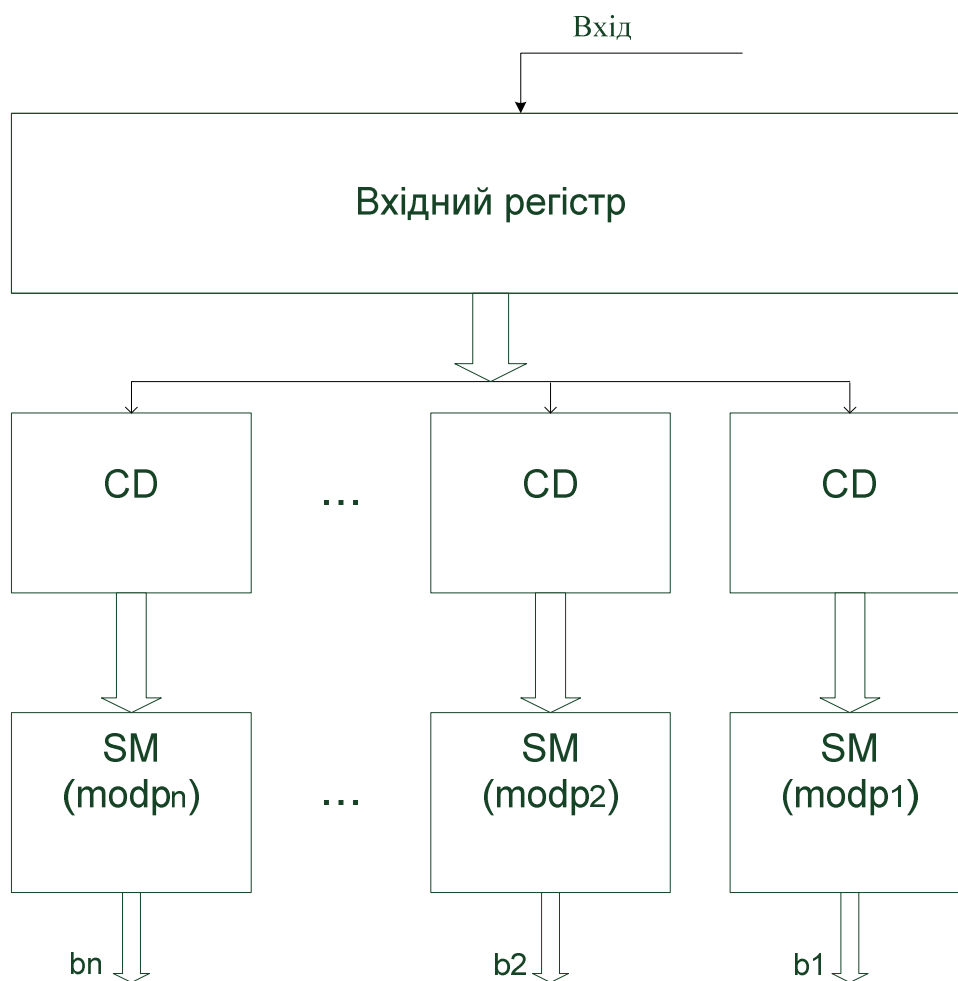 Вхід
Вхідний регістр
CD ... CD CD
SM SM SM
(modpn) ... (modp2) (modp1)
bn b2 b1